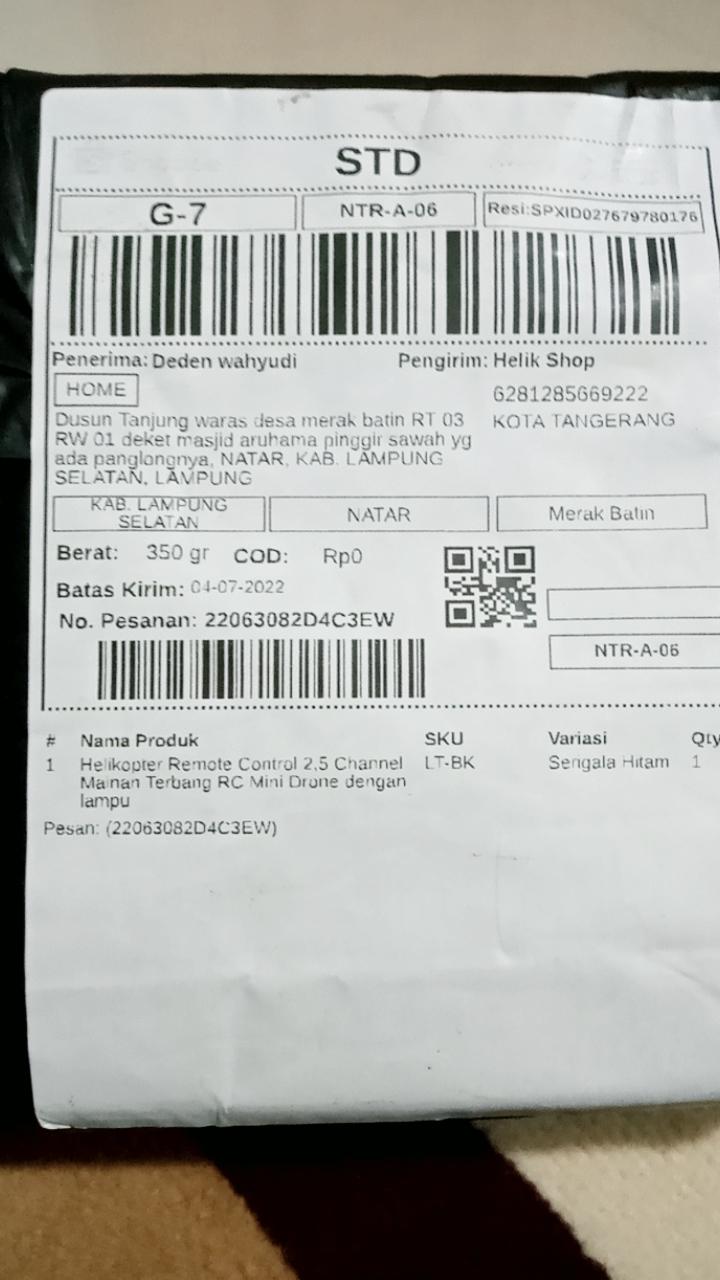 STD
G-7
NTR-A-06
Resi:SPXID027679780176
Penerima: Deden wahyudi
Pengirim: Helik Shop
HOME
6281285669222
KOTA TANGERANG
Dusun Tanjung waras desa merak batin RT 03
RW 01 deket masjid aruhama pinggir sawah yg
ada panglongnya, NATAR, KAB. LAMPUNG
SELATAN, LAMPUNG
KAB. LAMPUNG
SELATAN
NATAR
Merak Batin
Berat: 350 gr COD: Rp0
Batas Kirim: 04-07-2022
No. Pesanan: 22063082D4C3EW
NTR-A-06
# Nama Produk SKU Variasi Qty
1 Helikopter Remote Control 2,5 Channel LT-BK Serigala Hitam 1
Mainan Terbang RC Mini Drone dengan
lampu
Pesan: (22063082D4C3EW)